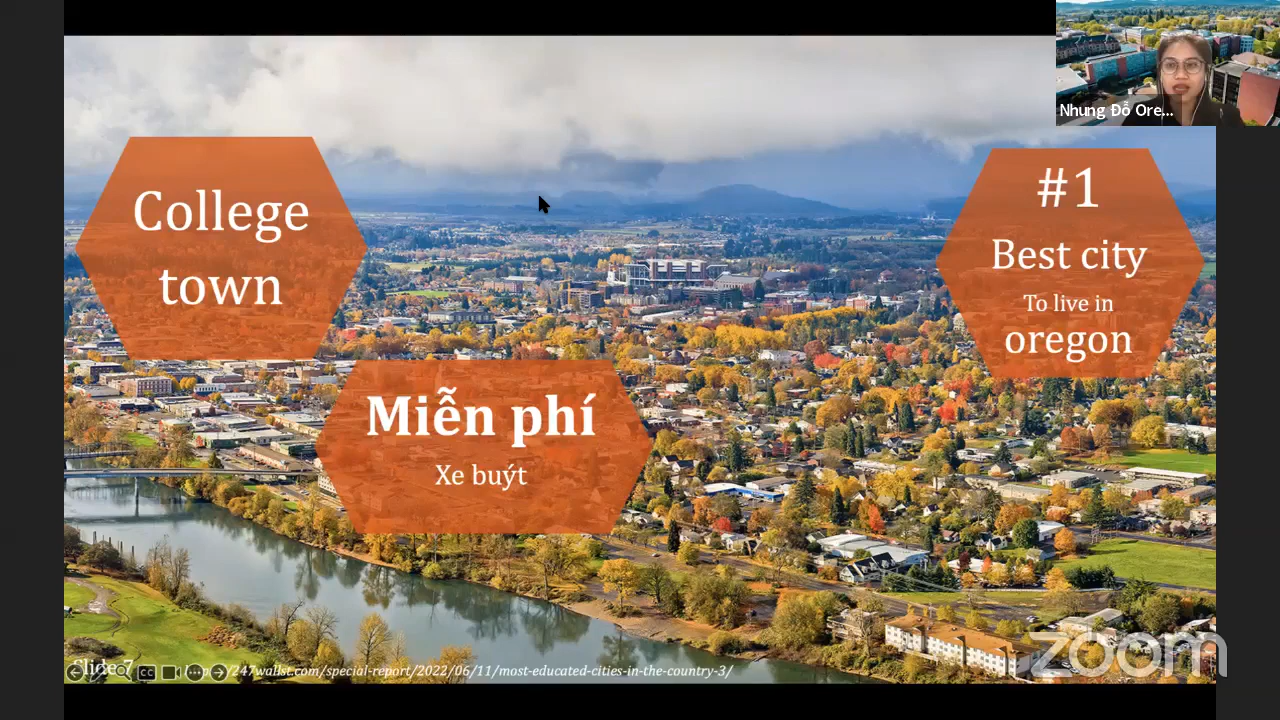 Nhung Đỗ Ore...
College
town
#1
Best city
To live in
oregon
Miễn phí
Xe buýt
Slide 7
cc
247wallst.com/special-report/2022/06/11/most-educated-cities-in-the-country-3/
zoom